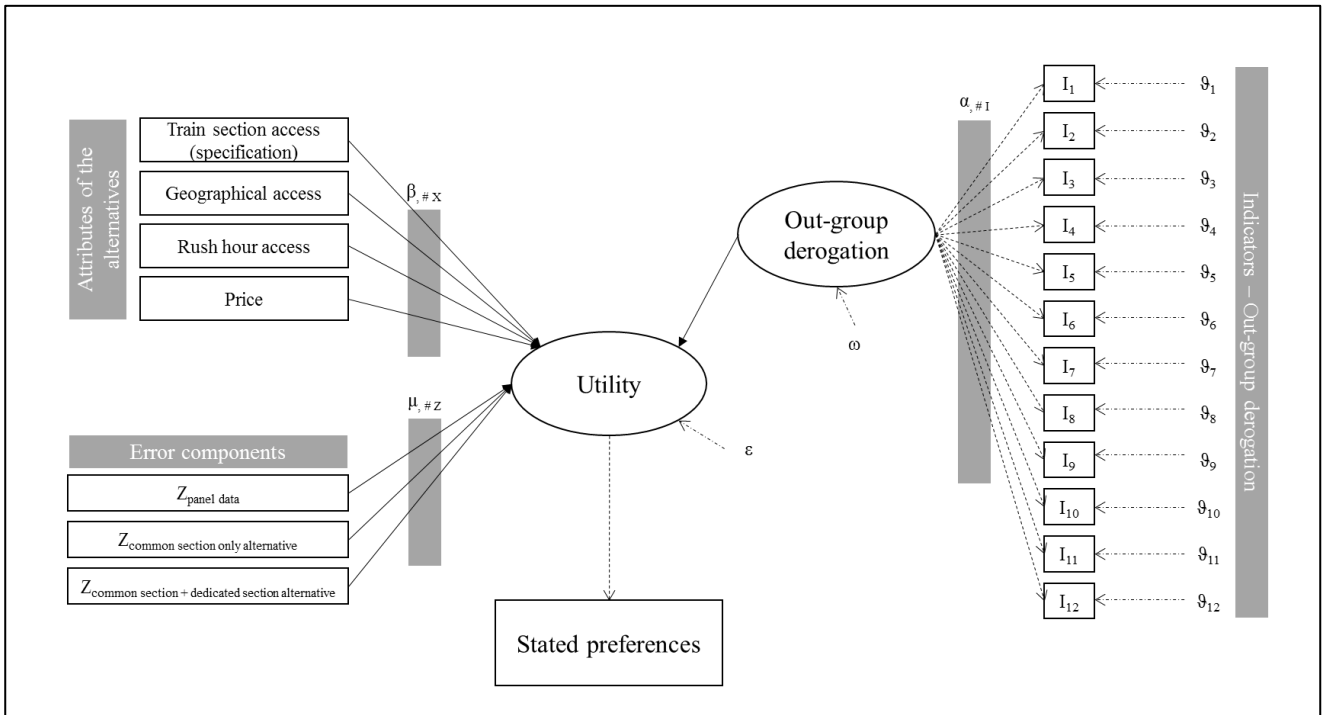 Attributes of the
alternatives
Train section access
(specification)
Geographical access
Rush hour access
Price
β, # X
Error components
Z panel data
Z common section only alternative
Z common section + dedicated section alternative
μ, # Z
Utility
ε
Stated preferences
Out-group
derogation
ω
α, # I
I1
I2
I3
I4
I5
I6
I7
I8
I9
I10
I11
I12
ϑ1
ϑ2
ϑ3
ϑ4
ϑ5
ϑ6
ϑ7
ϑ8
ϑ9
ϑ10
ϑ11
ϑ12
Indicators – Out-group derogation